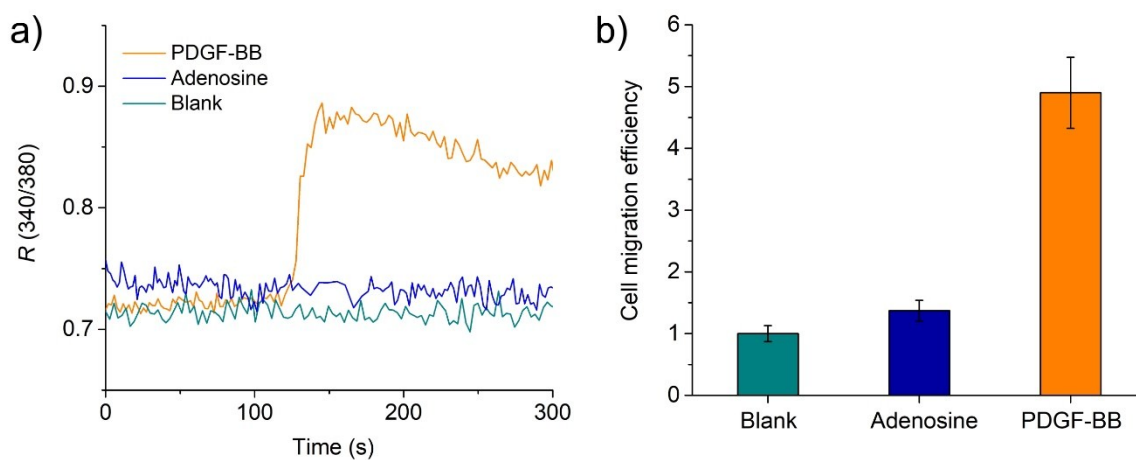 a)
PDGF-BB
Adenosine
Blank
0.9
0.8
0.7
R (340/380)
0
100
200
300
Time (s)
b)
6
5
4
3
2
1
0
Cell migration efficiency
Blank
Adenosine
PDGF-BB